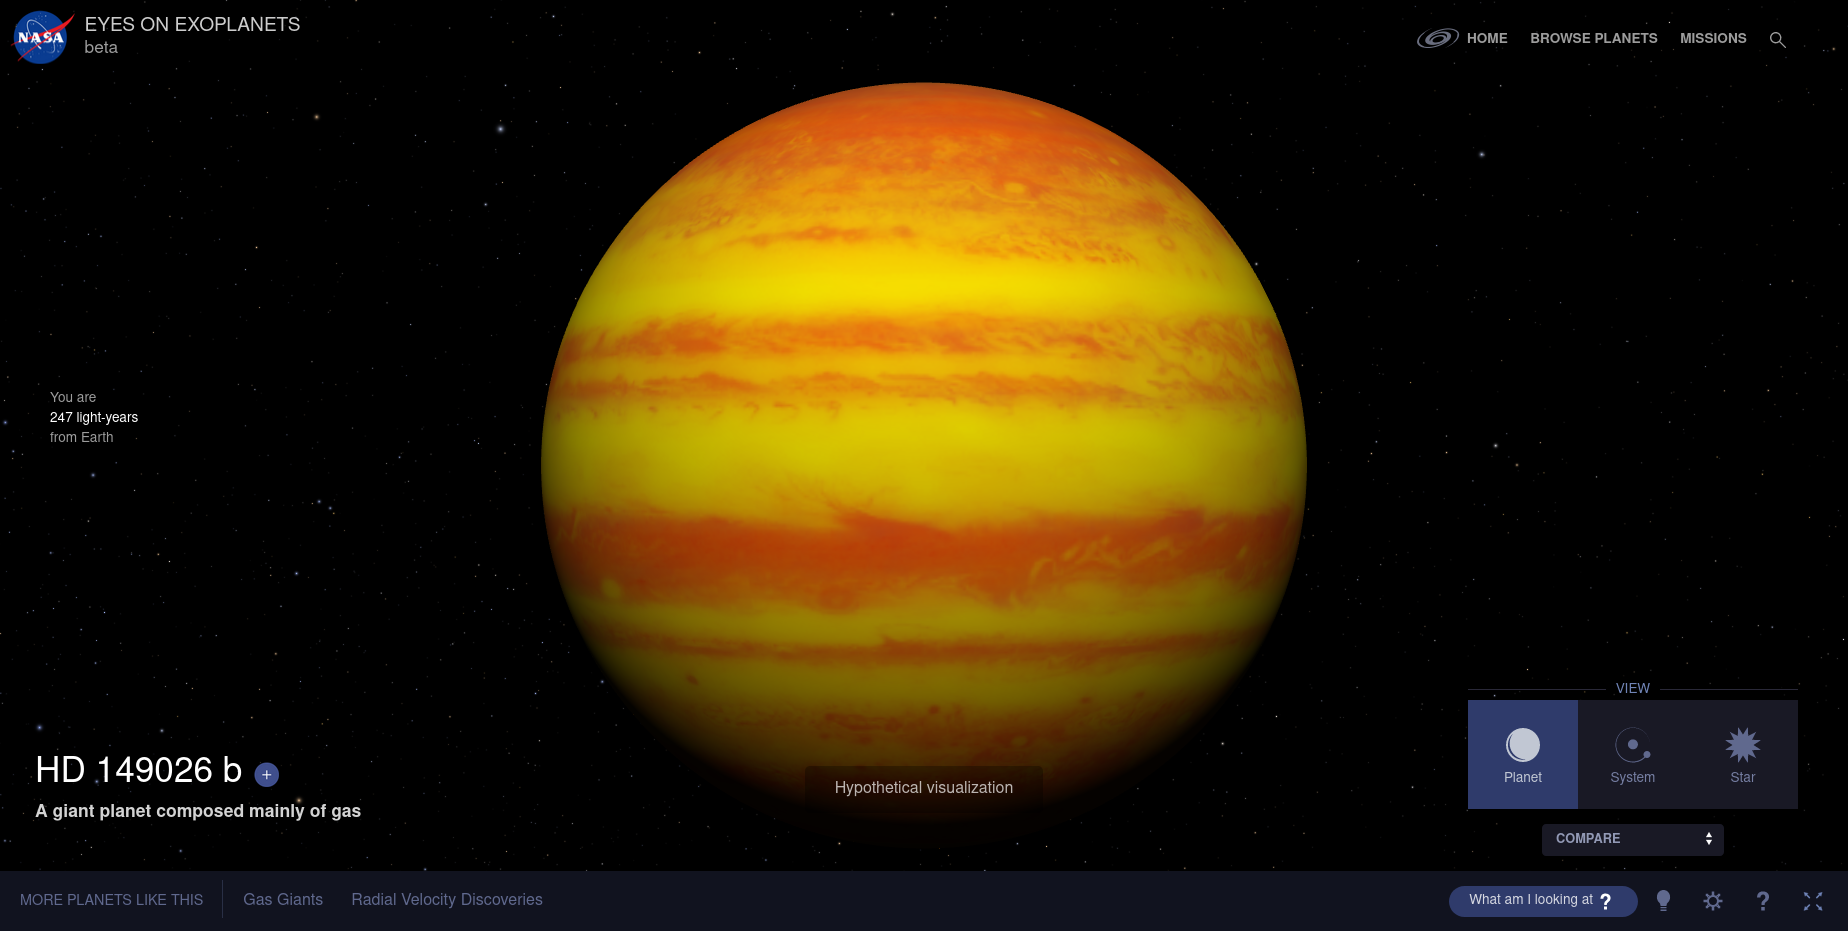 NASA
EYES ON EXOPLANETS
beta
HOME
BROWSE PLANETS
MISSIONS
You are
247 light-years
from Earth
HD 149026 b +
A giant planet composed mainly of gas
Hypothetical visualization
VIEW
Planet
System
Star
COMPARE
MORE PLANETS LIKE THIS
Gas Giants
Radial Velocity Discoveries
What am I looking at ?
?